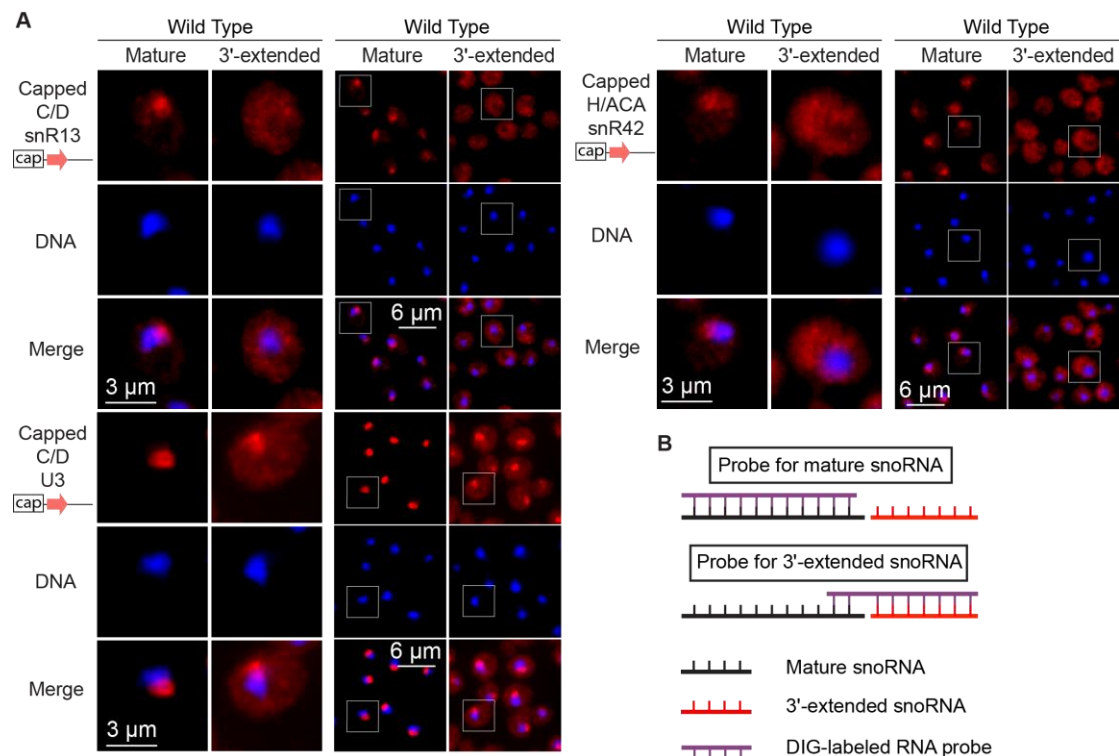 A
Wild Type
Mature
3'-extended
Wild Type
Mature
3'-extended
Capped
C/D
snR13
cap
DNA
Merge
3 µm
6 µm
Capped
C/D
U3
cap
DNA
Merge
3 µm
6 µm
Wild Type
Mature
3'-extended
Wild Type
Mature
3'-extended
Capped
H/ACA
snR42
cap
DNA
Merge
3 µm
6 µm
B
Probe for mature snoRNA
Probe for 3'-extended snoRNA
Mature snoRNA
3'-extended snoRNA
DIG-labeled RNA probe